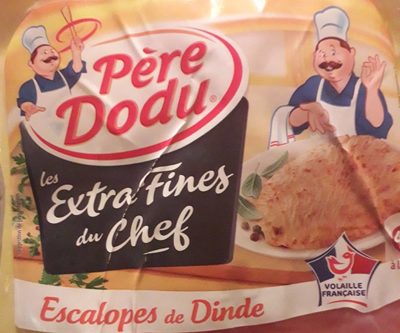 Père
Dodu®
les
Extra Fines
du Chef
VOLAILLE
FRANÇAISE
Escalopes de Dinde